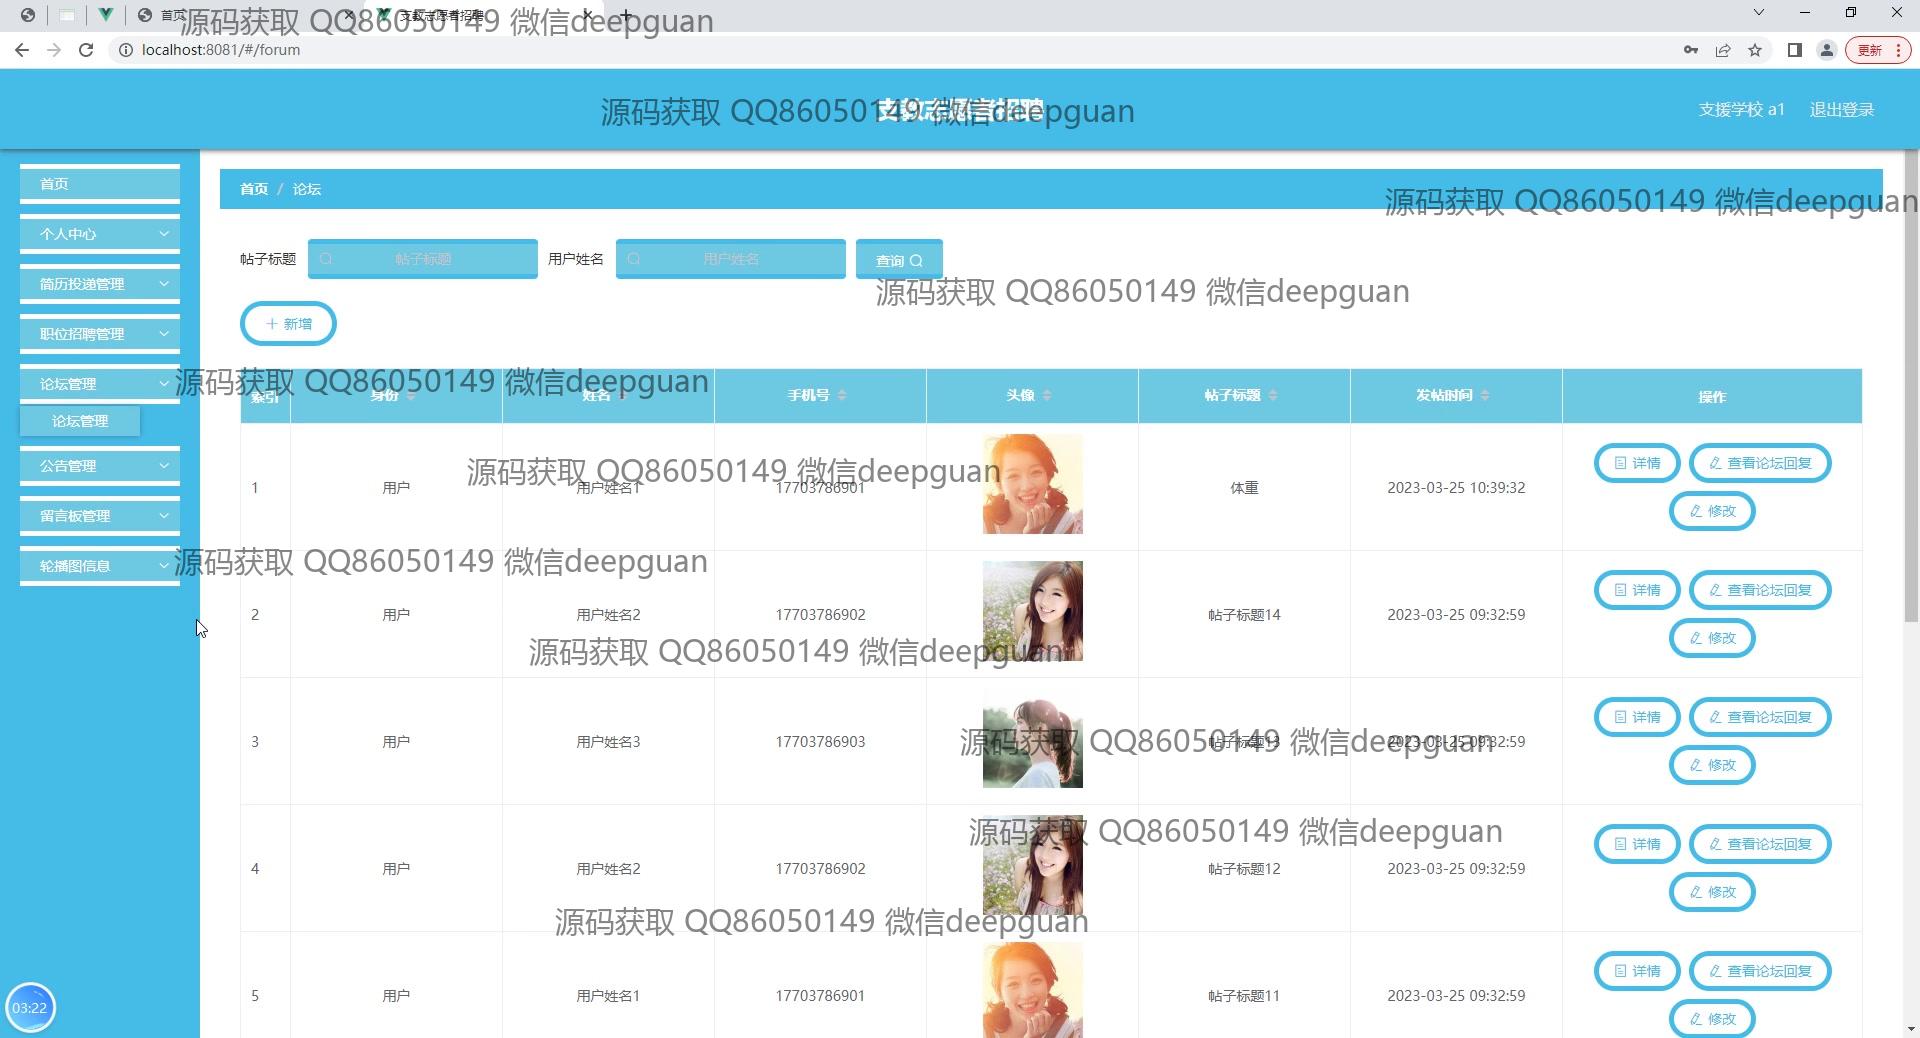 首页
支教志愿者招聘
源码获取 QQ86050149 微信deepguan
localhost:8081/#/forum
更新
支教志愿者招聘
源码获取 QQ86050149 微信deepguan
支援学校 a1
退出登录
首页
个人中心
简历投递管理
职位招聘管理
论坛管理
论坛管理
公告管理
留言板管理
轮播图信息
首页 / 论坛
源码获取 QQ86050149 微信deepguan
帖子标题 帖子标题 用户姓名 用户姓名 查询
源码获取 QQ86050149 微信deepguan
新增
源码获取 QQ86050149 微信deepguan
索引 身份 姓名 手机号 头像 帖子标题 发帖时间 操作
源码获取 QQ86050149 微信deepguan
1 用户 用户姓名1 17703786901 体重 2023-03-25 10:39:32 详情 查看论坛回复
修改
源码获取 QQ86050149 微信deepguan
2 用户 用户姓名2 17703786902 帖子标题14 2023-03-25 09:32:59 详情 查看论坛回复
修改
源码获取 QQ86050149 微信deepguan
3 用户 用户姓名3 17703786903 帖子标题13 2023-03-25 09:32:59 详情 查看论坛回复
修改
源码获取 QQ86050149 微信deepguan
源码获取 QQ86050149 微信deepguan
4 用户 用户姓名2 17703786902 帖子标题12 2023-03-25 09:32:59 详情 查看论坛回复
修改
源码获取 QQ86050149 微信deepguan
5 用户 用户姓名1 17703786901 帖子标题11 2023-03-25 09:32:59 详情 查看论坛回复
修改
03:22